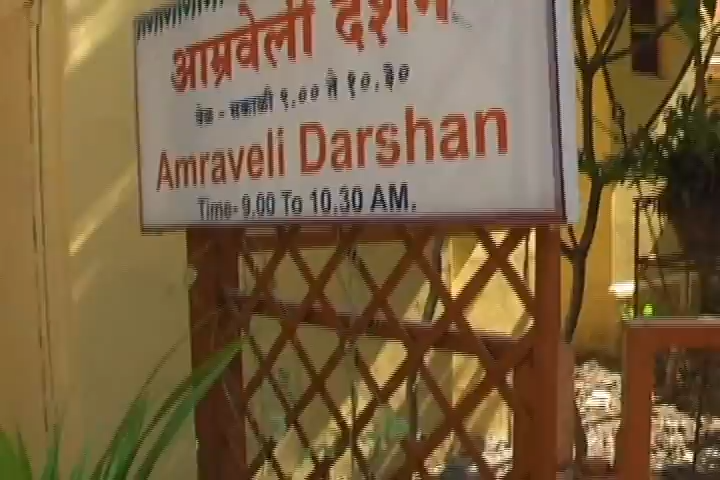 आम्रवेली दर्शन
वेळ - सकाळी ९.०० ते १०.३०
Amraveli Darshan
Time- 9.00 To 10.30 AM.